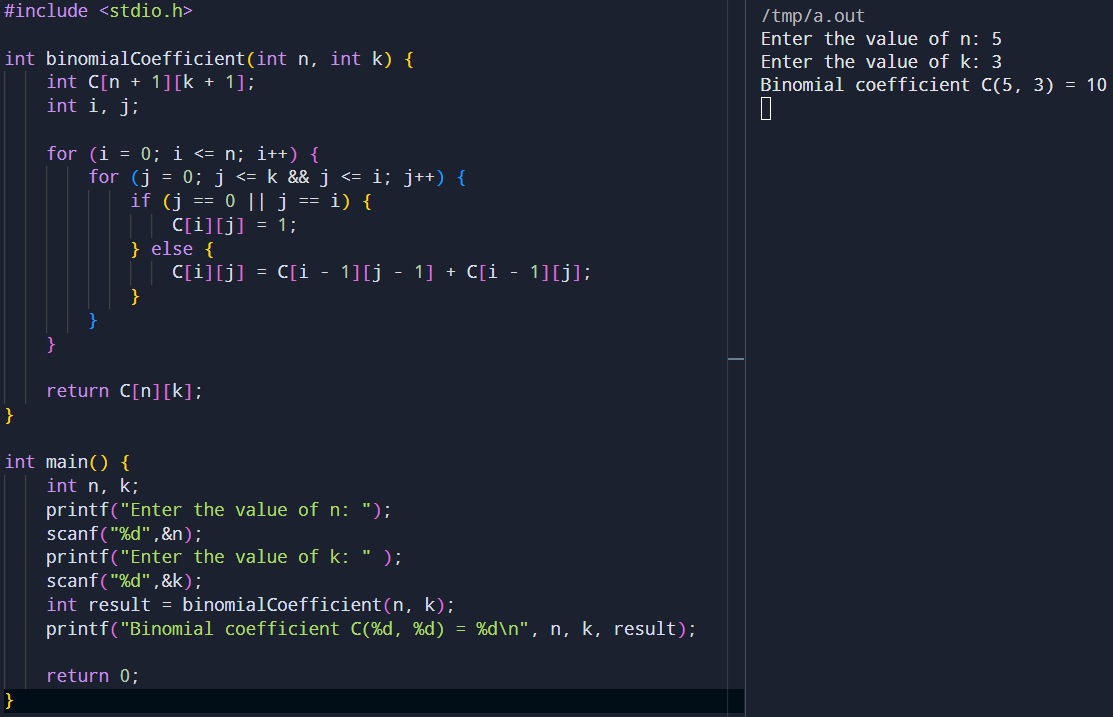 #include <stdio.h>
int binomialCoefficient(int n, int k) {
    int C[n + 1][k + 1];
    int i, j;
    for (i = 0; i <= n; i++) {
        for (j = 0; j <= k && j <= i; j++) {
            if (j == 0 || j == i) {
                C[i][j] = 1;
            } else {
                C[i][j] = C[i - 1][j - 1] + C[i - 1][j];
            }
        }
    }
    return C[n][k];
}
int main() {
    int n, k;
    printf("Enter the value of n: ");
    scanf("%d",&n);
    printf("Enter the value of k: " );
    scanf("%d",&k);
    int result = binomialCoefficient(n, k);
    printf("Binomial coefficient C(%d, %d) = %d\n", n, k, result);
    return 0;
}
/tmp/a.out
Enter the value of n: 5
Enter the value of k: 3
Binomial coefficient C(5, 3) = 10